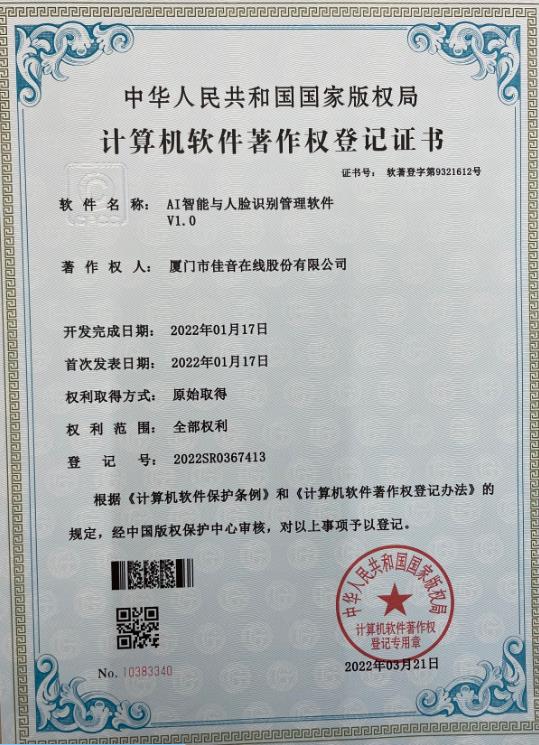 中华人民共和国国家版权局
计算机软件著作权登记证书
证书号： 软著登字第9321612号
软件名称： AI智能与人脸识别管理软件
V1.0
著作权人： 厦门市佳音在线股份有限公司
开发完成日期： 2022年01月17日
首次发表日期： 2022年01月17日
权利取得方式： 原始取得
权利范围： 全部权利
登记号： 2022SR0367413
根据《计算机软件保护条例》和《计算机软件著作权登记办法》的
规定，经中国版权保护中心审核，对以上事项予以登记。
中华人民共和国国家版权局
计算机软件著作权
登记专用章
No. 10383340
2022年03月21日